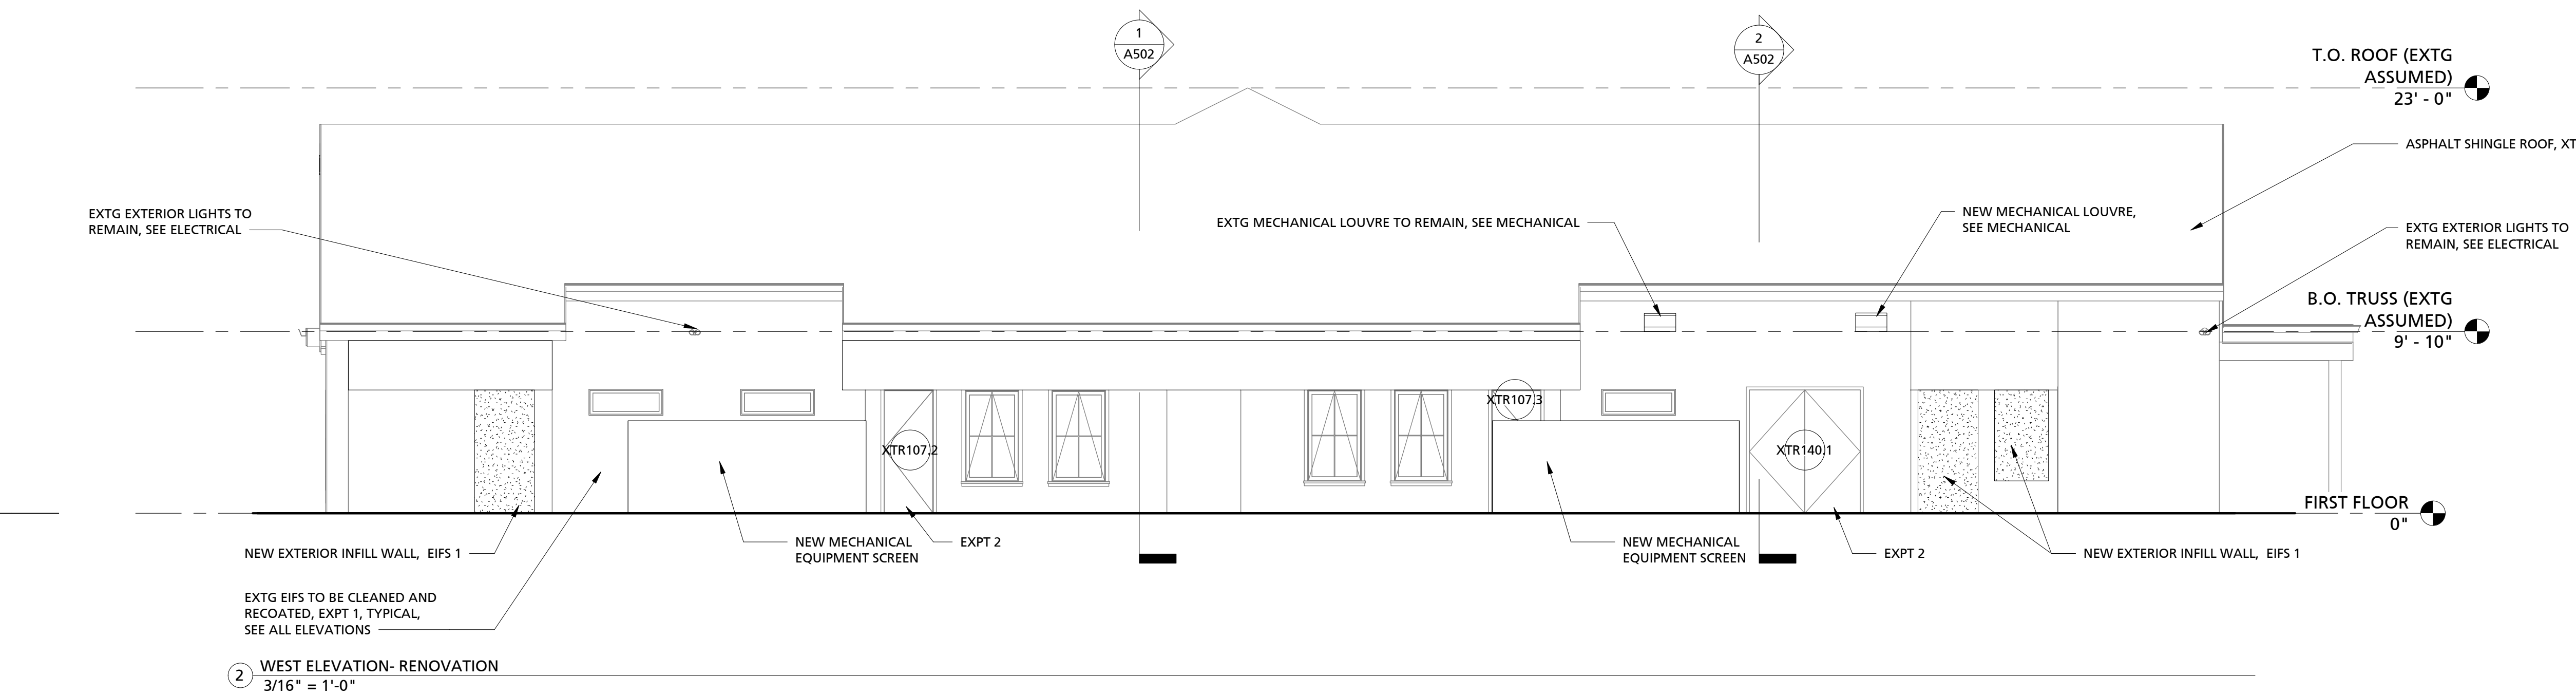 1
A502
2
A502
T.O. ROOF (EXTG
ASSUMED)
23' - 0"
ASPHALT SHINGLE ROOF, XT
EXTG EXTERIOR LIGHTS TO
REMAIN, SEE ELECTRICAL
EXTG MECHANICAL LOUVRE TO REMAIN, SEE MECHANICAL
NEW MECHANICAL LOUVRE,
SEE MECHANICAL
EXTG EXTERIOR LIGHTS TO
REMAIN, SEE ELECTRICAL
B.O. TRUSS (EXTG
ASSUMED)
9' - 10"
XTR107.3
XTR107.2
XTR140.1
FIRST FLOOR
0"
NEW EXTERIOR INFILL WALL, EIFS 1
NEW MECHANICAL
EQUIPMENT SCREEN
EXPT 2
NEW MECHANICAL
EQUIPMENT SCREEN
EXPT 2
NEW EXTERIOR INFILL WALL, EIFS 1
EXTG EIFS TO BE CLEANED AND
RECOATED, EXPT 1, TYPICAL,
SEE ALL ELEVATIONS
2
WEST ELEVATION- RENOVATION
3/16" = 1'-0"